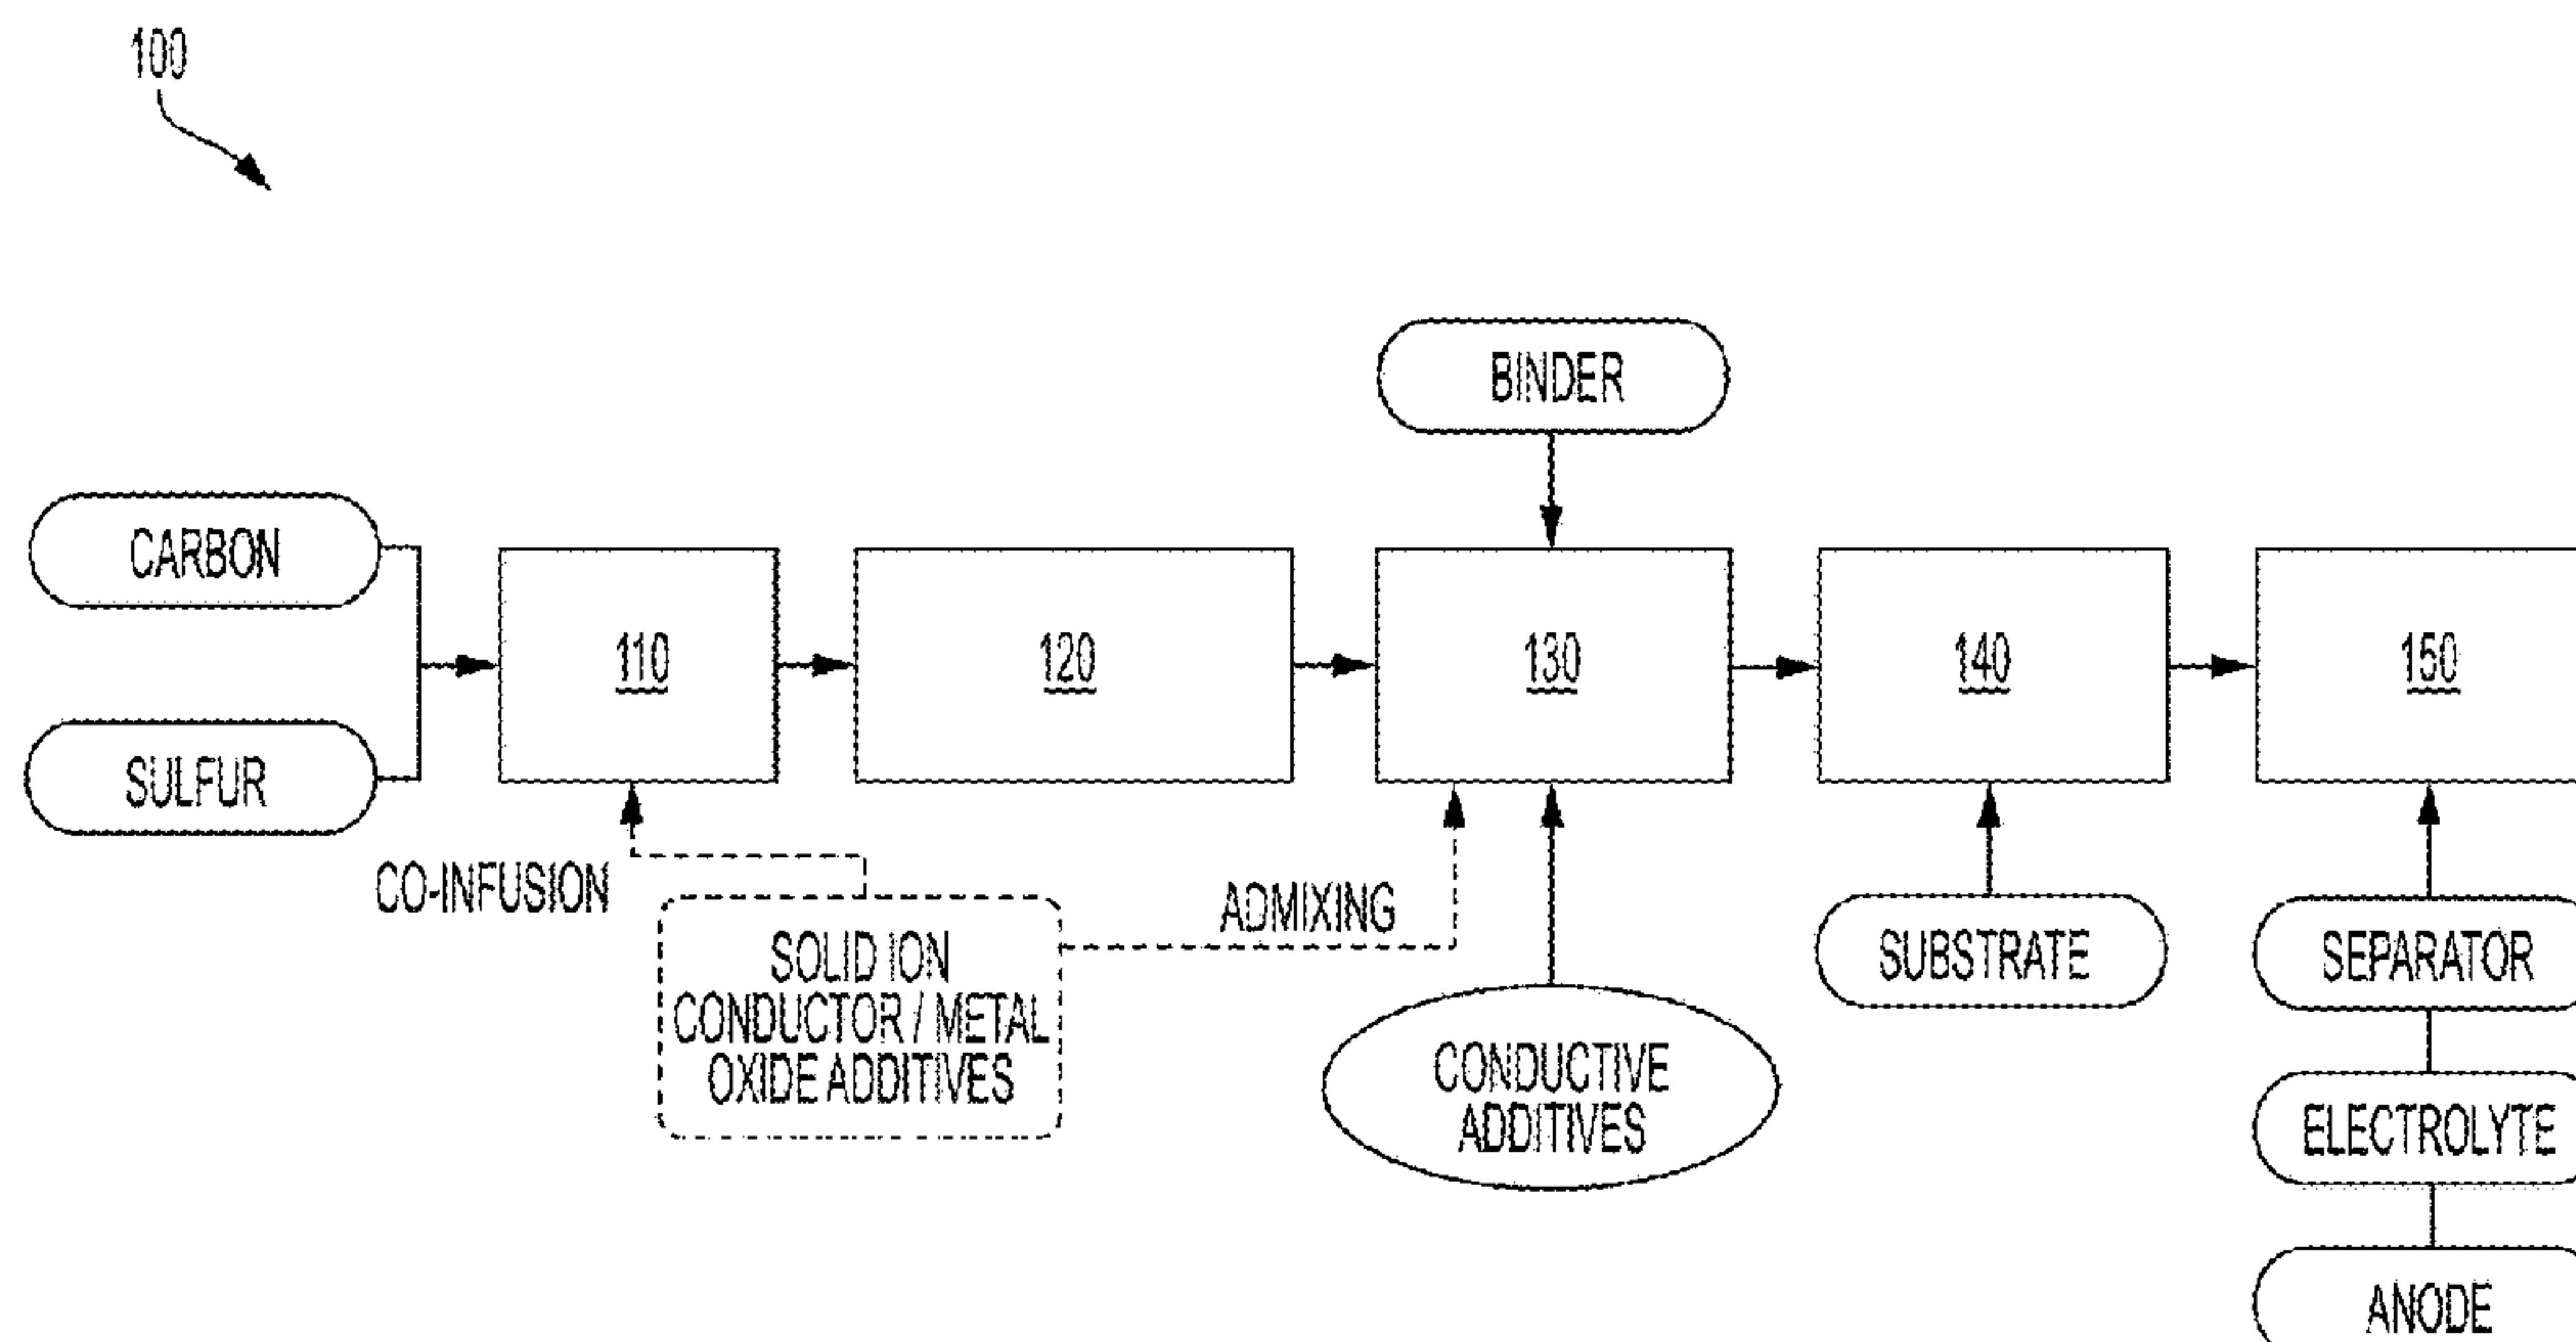 100
BINDER
CARBON
SULFUR
110
120
130
140
150
CO-INFUSION
ADMIXING
SOLID ION
CONDUCTOR / METAL
OXIDE ADDITIVES
CONDUCTIVE
ADDITIVES
SUBSTRATE
SEPARATOR
ELECTROLYTE
ANODE